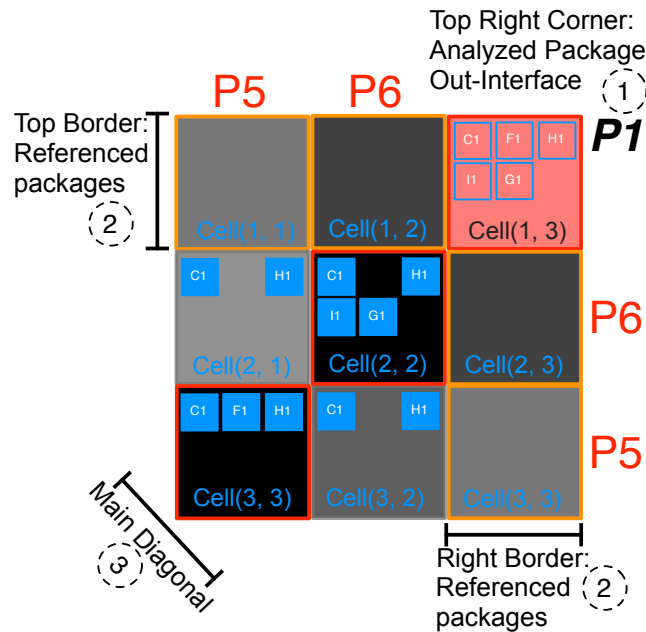 Top Right Corner:
Analyzed Package
Out-Interface
1
P5
P6
P1
Top Border:
Referenced
packages
2
C1
F1
H1
I1
G1
Cell(1, 1)
Cell(1, 2)
Cell(1, 3)
C1
H1
C1
H1
I1
G1
Cell(2, 1)
Cell(2, 2)
Cell(2, 3)
P6
C1
F1
H1
C1
H1
Cell(3, 3)
Cell(3, 2)
Cell(3, 3)
P5
Main Diagonal
3
Right Border:
Referenced
packages
2